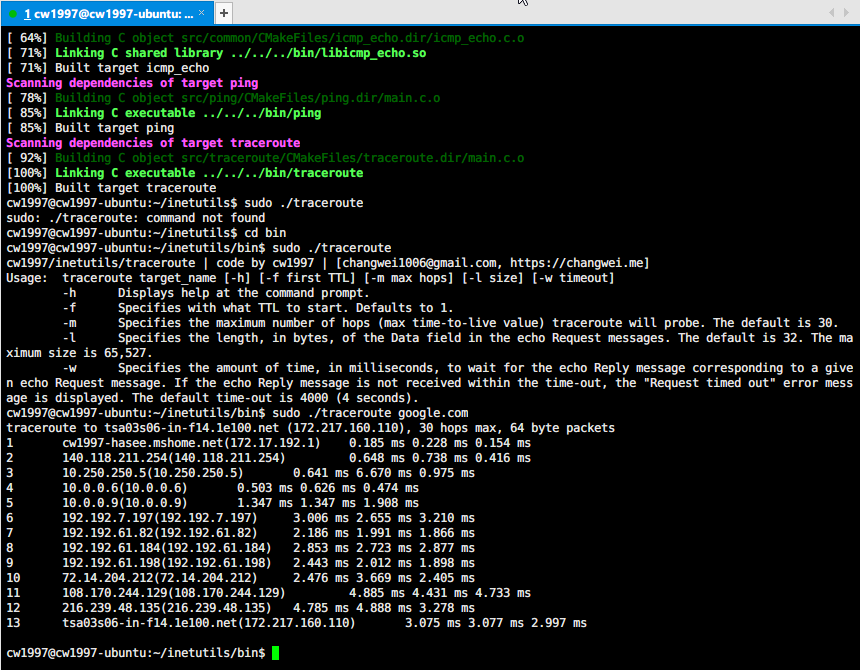 1 cw1997@cw1997-ubuntu: ... × +
[ 64%] Building C object src/common/CMakeFiles/icmp_echo.dir/icmp_echo.c.o
[ 71%] Linking C shared library ../../../bin/libicmp_echo.so
[ 71%] Built target icmp_echo
Scanning dependencies of target ping
[ 78%] Building C object src/ping/CMakeFiles/ping.dir/main.c.o
[ 85%] Linking C executable ../../../bin/ping
[ 85%] Built target ping
Scanning dependencies of target traceroute
[ 92%] Building C object src/traceroute/CMakeFiles/traceroute.dir/main.c.o
[100%] Linking C executable ../../../bin/traceroute
[100%] Built target traceroute
cw1997@cw1997-ubuntu:~/inetutils$ sudo ./traceroute
sudo: ./traceroute: command not found
cw1997@cw1997-ubuntu:~/inetutils$ cd bin
cw1997@cw1997-ubuntu:~/inetutils/bin$ sudo ./traceroute
cw1997/inetutils/traceroute | code by cw1997 | [changwei1006@gmail.com, https://changwei.me]
Usage:  traceroute target_name [-h] [-f first TTL] [-m max hops] [-l size] [-w timeout]
        -h      Displays help at the command prompt.
        -f      Specifies with what TTL to start. Defaults to 1.
        -m      Specifies the maximum number of hops (max time-to-live value) traceroute will probe. The default is 30.
        -l      Specifies the length, in bytes, of the Data field in the echo Request messages. The default is 32. The ma
ximum size is 65,527.
        -w      Specifies the amount of time, in milliseconds, to wait for the echo Reply message corresponding to a give
n echo Request message. If the echo Reply message is not received within the time-out, the "Request timed out" error mess
age is displayed. The default time-out is 4000 (4 seconds).
cw1997@cw1997-ubuntu:~/inetutils/bin$ sudo ./traceroute google.com
traceroute to tsa03s06-in-f14.1e100.net (172.217.160.110), 30 hops max, 64 byte packets
1       cw1997-hasee.mshome.net(172.17.192.1)    0.185 ms 0.228 ms 0.154 ms
2       140.118.211.254(140.118.211.254)         0.648 ms 0.738 ms 0.416 ms
3       10.250.250.5(10.250.250.5)       0.641 ms 6.670 ms 0.975 ms
4       10.0.0.6(10.0.0.6)       0.503 ms 0.626 ms 0.474 ms
5       10.0.0.9(10.0.0.9)       1.347 ms 1.347 ms 1.908 ms
6       192.192.7.197(192.192.7.197)     3.006 ms 2.655 ms 3.210 ms
7       192.192.61.82(192.192.61.82)     2.186 ms 1.991 ms 1.866 ms
8       192.192.61.184(192.192.61.184)   2.853 ms 2.723 ms 2.877 ms
9       192.192.61.198(192.192.61.198)   2.443 ms 2.012 ms 1.898 ms
10      72.14.204.212(72.14.204.212)     2.476 ms 3.669 ms 2.405 ms
11      108.170.244.129(108.170.244.129)         4.885 ms 4.431 ms 4.733 ms
12      216.239.48.135(216.239.48.135)   4.785 ms 4.888 ms 3.278 ms
13      tsa03s06-in-f14.1e100.net(172.217.160.110)       3.075 ms 3.077 ms 2.997 ms
cw1997@cw1997-ubuntu:~/inetutils/bin$